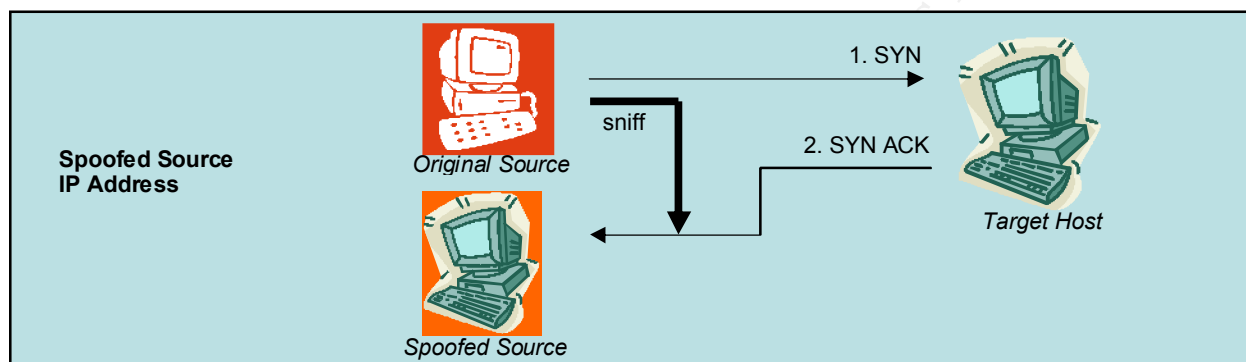 Spoofed Source
IP Address
Original Source
Spoofed Source
1. SYN
sniff
2. SYN ACK
Target Host